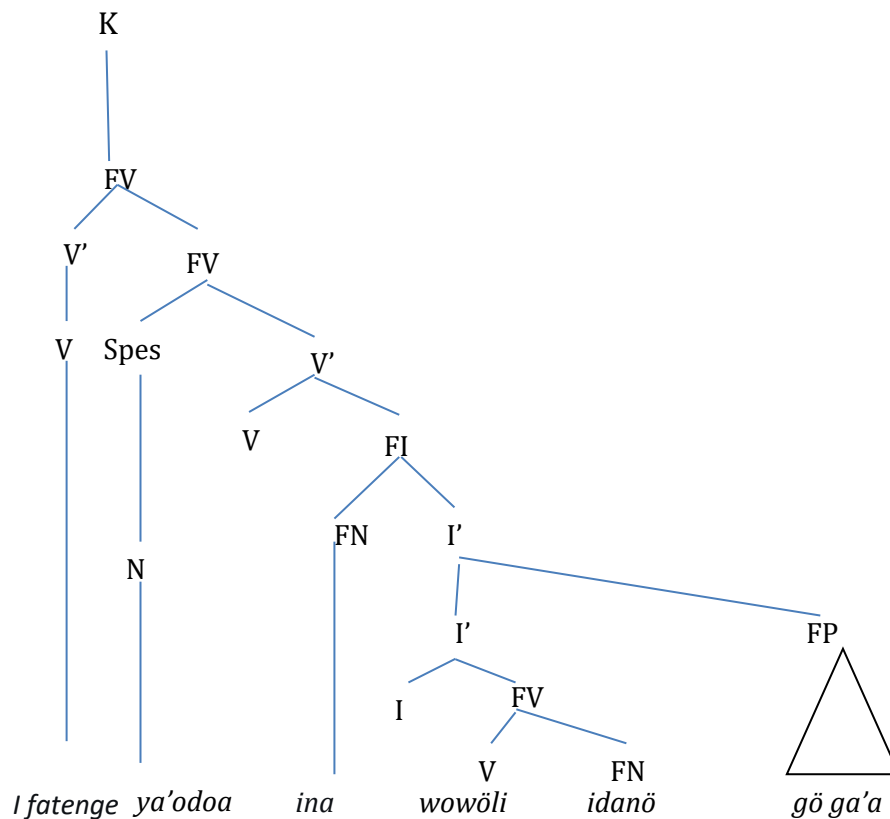 K
FV
V’ FV
V Spes V’
V FI
FN I’
N
I’ FP
I FV
V FN
I fatenge ya’odoa ina wowöli idanö gö ga’a